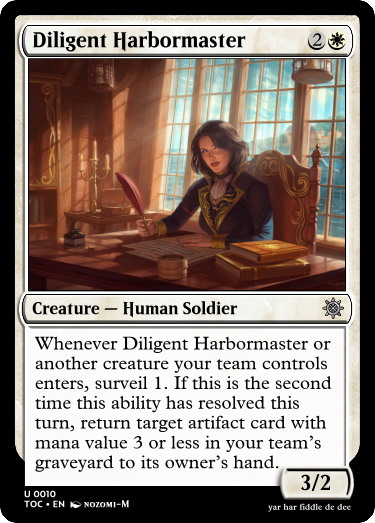 Diligent Harbormaster 2
Creature — Human Soldier
Whenever Diligent Harbormaster or
another creature your team controls
enters, surveil 1. If this is the second
time this ability has resolved this
turn, return target artifact card with
mana value 3 or less in your team's
graveyard to its owner's hand.
3/2
U 0010
TOC • EN NOZOMI-M
yar har fiddle de dee